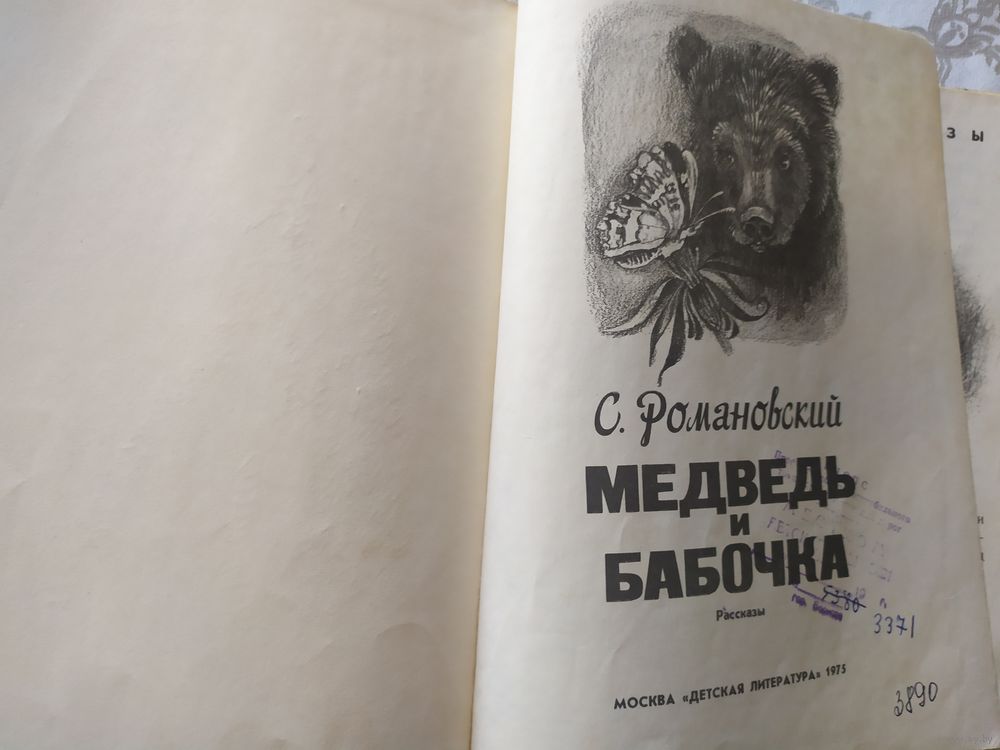 С. Романовский
МЕДВЕДЬ
и
БАБОЧКА
Рассказы
МОСКВА «ДЕТСКАЯ ЛИТЕРАТУРА» 1975
3371
3890
З Ы